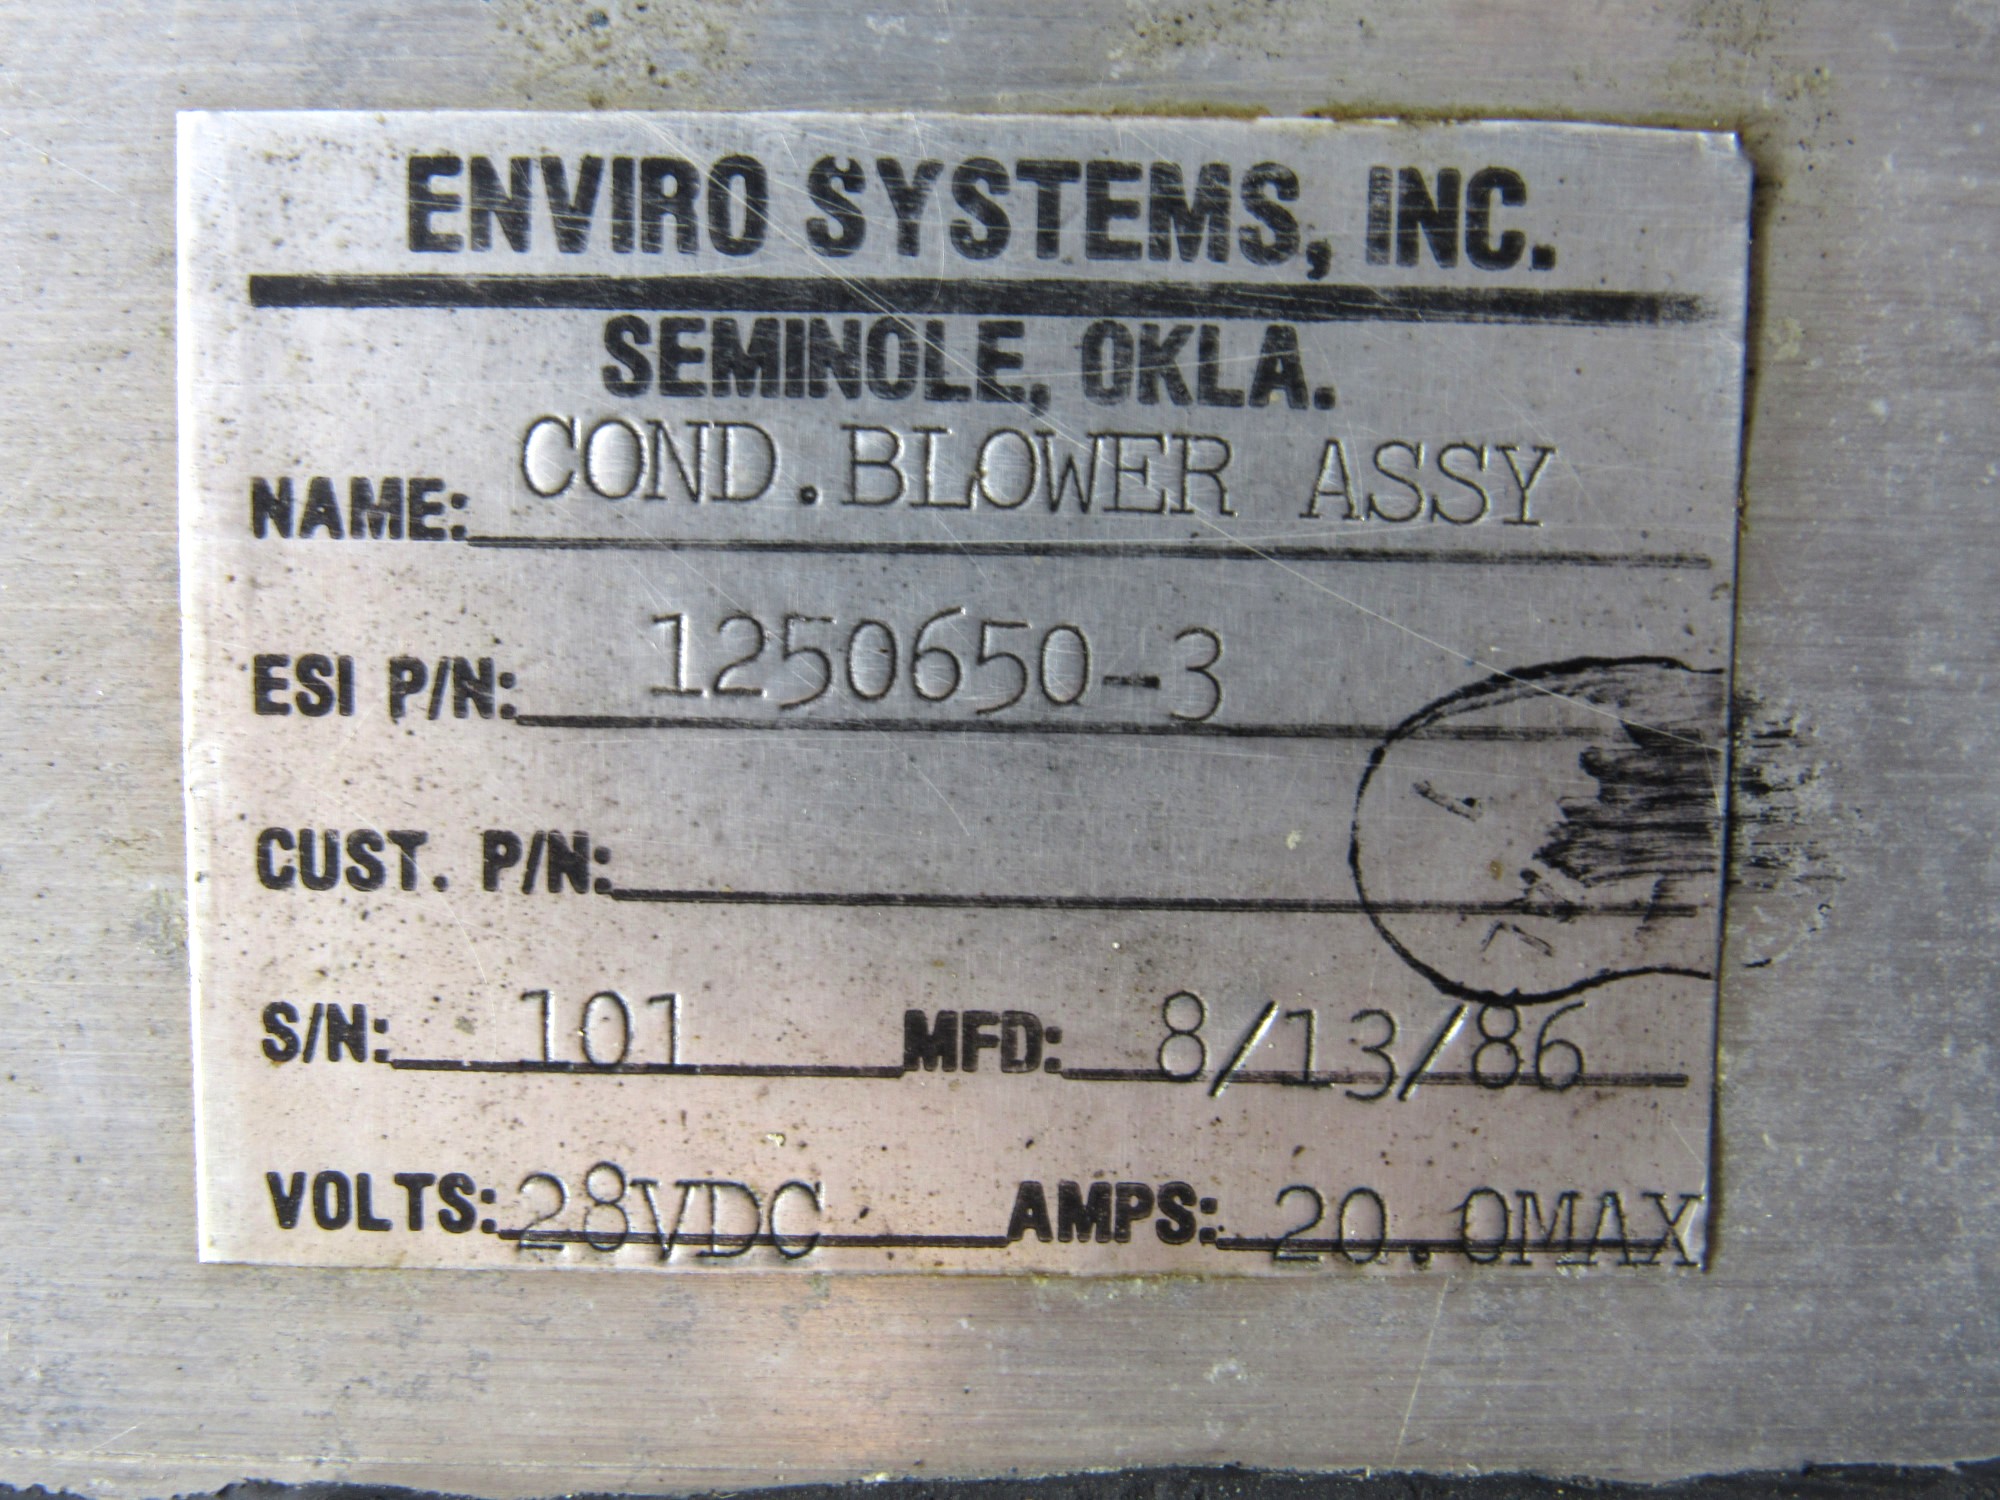 ENVIRO SYSTEMS, INC.
SEMINOLE, OKLA.
NAME: COND.BLOWER ASSY
ESI P/N: 1250650-3
CUST. P/N:
S/N: 101 MFD: 8/13/86
VOLTS: 28VDC AMPS: 20.0MAX